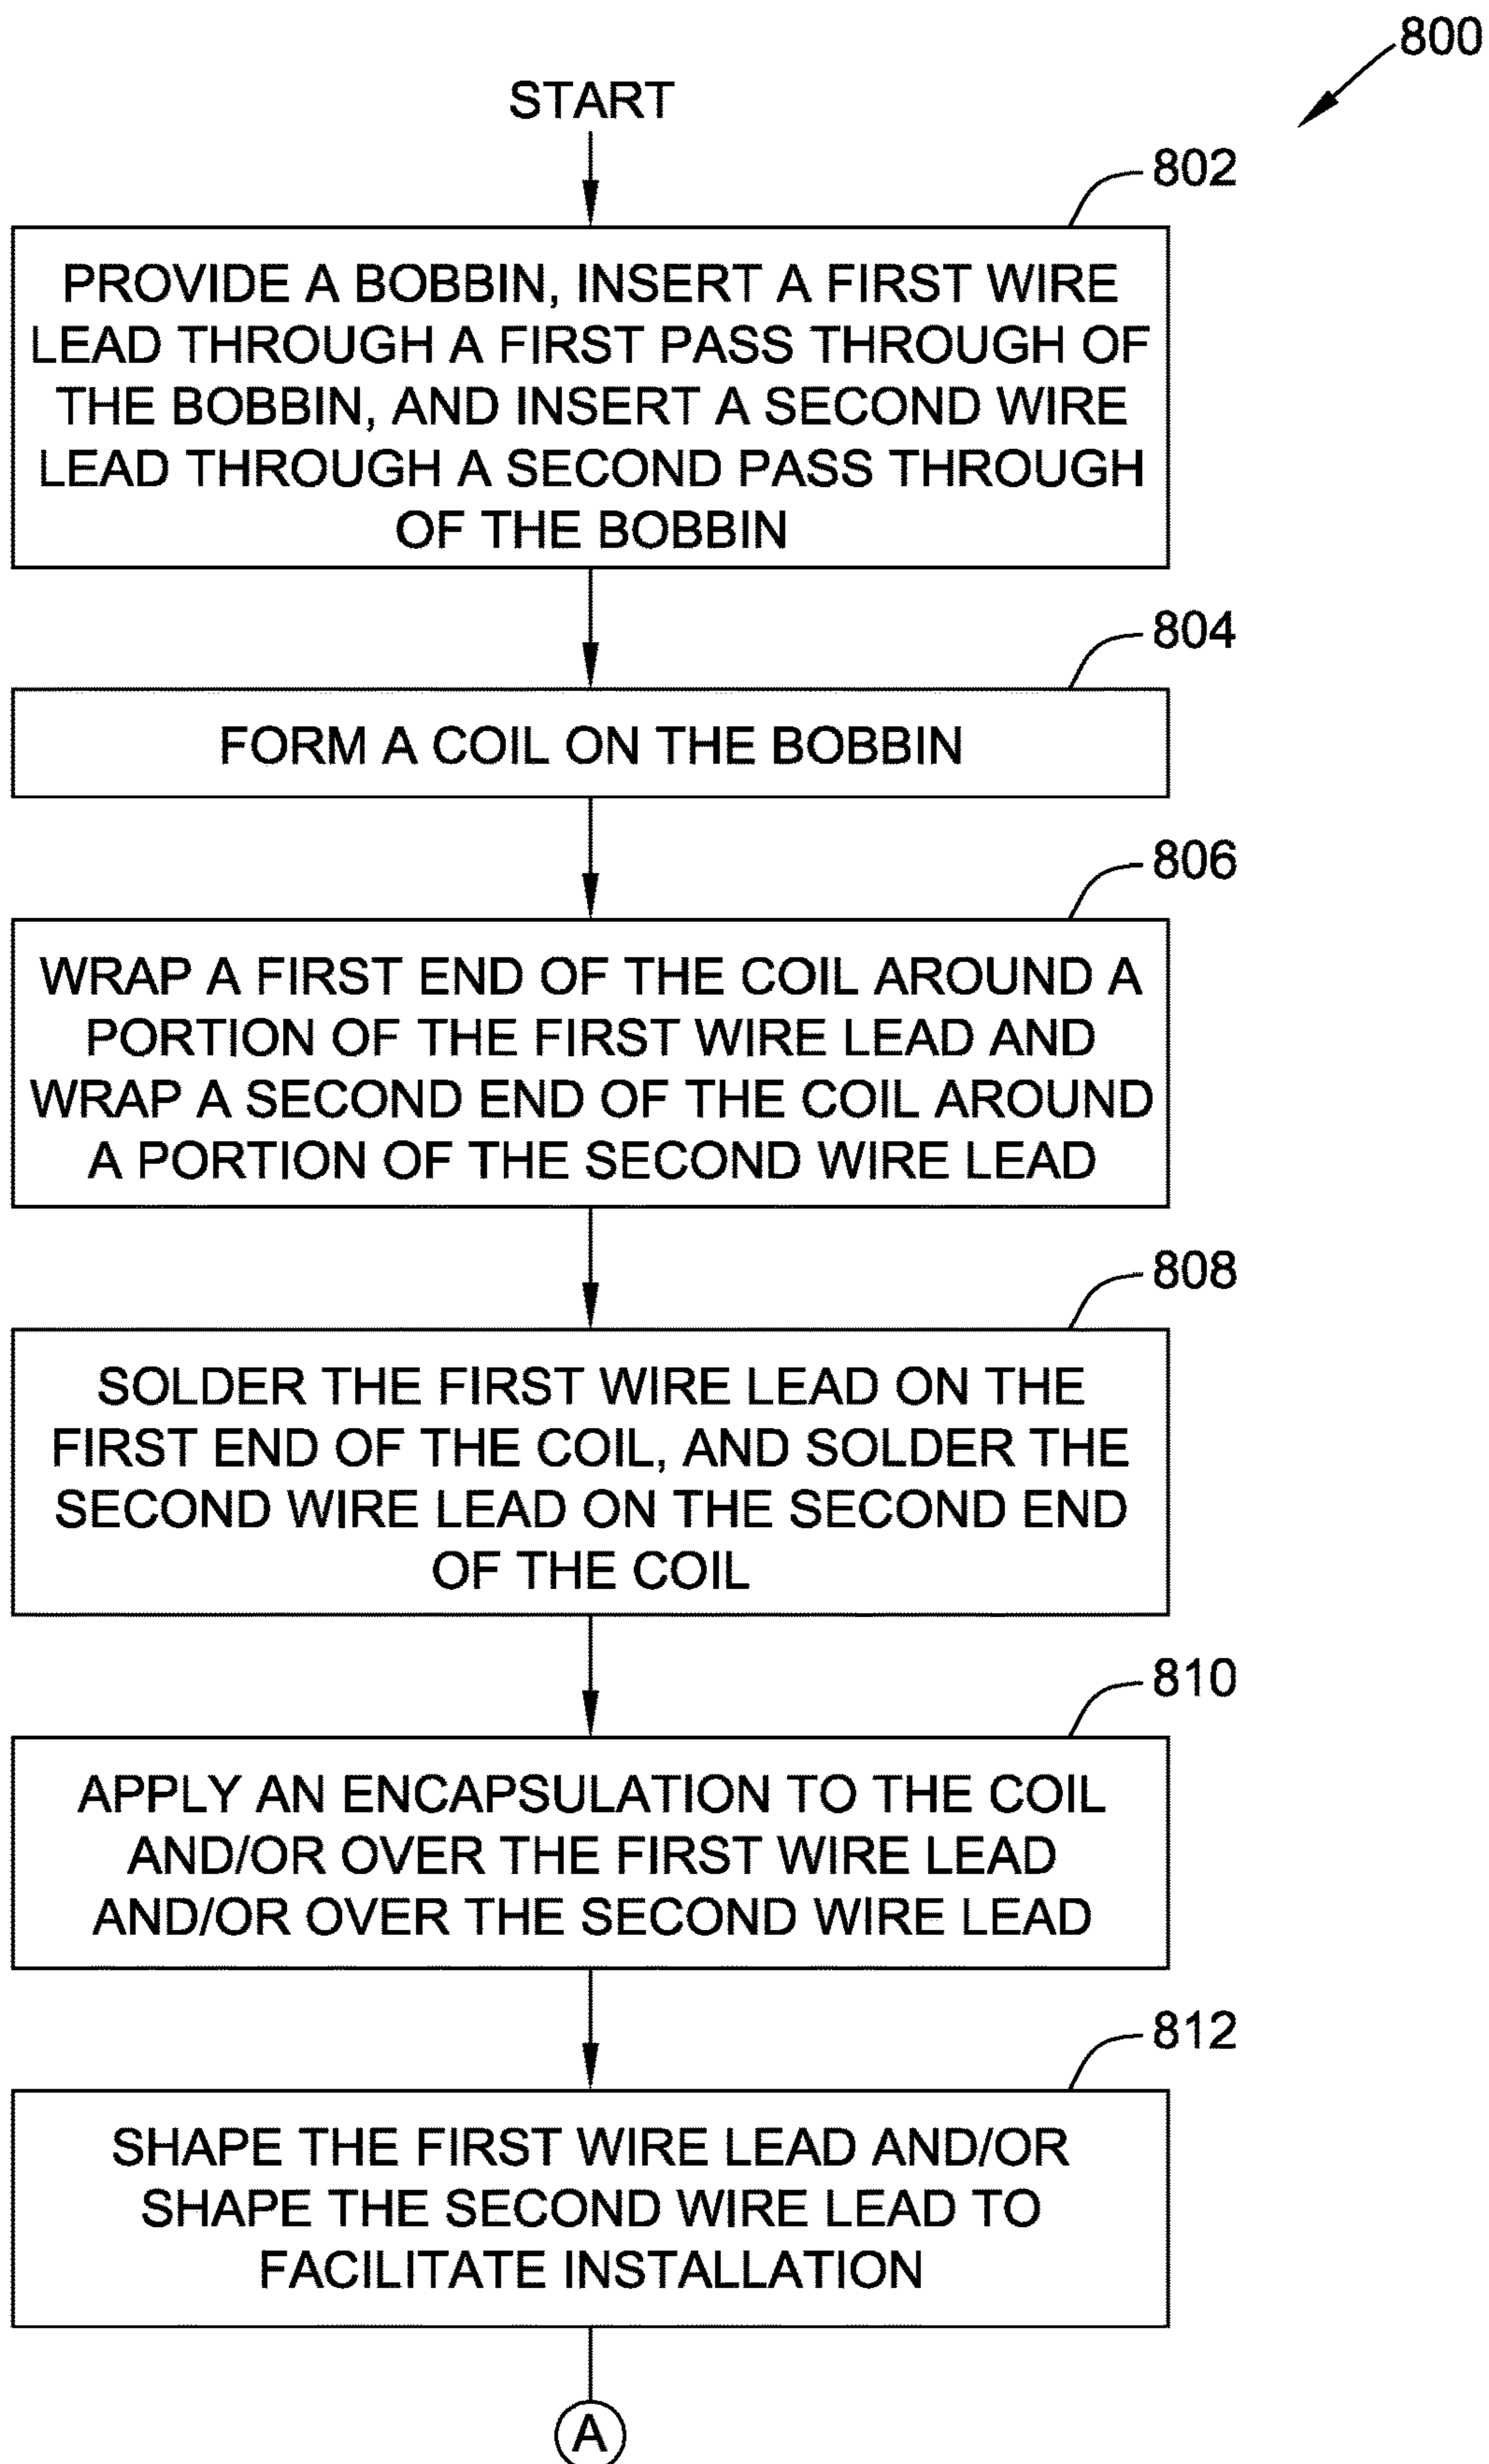 800
START
802
PROVIDE A BOBBIN, INSERT A FIRST WIRE
LEAD THROUGH A FIRST PASS THROUGH OF
THE BOBBIN, AND INSERT A SECOND WIRE
LEAD THROUGH A SECOND PASS THROUGH
OF THE BOBBIN
804
FORM A COIL ON THE BOBBIN
806
WRAP A FIRST END OF THE COIL AROUND A
PORTION OF THE FIRST WIRE LEAD AND
WRAP A SECOND END OF THE COIL AROUND
A PORTION OF THE SECOND WIRE LEAD
808
SOLDER THE FIRST WIRE LEAD ON THE
FIRST END OF THE COIL, AND SOLDER THE
SECOND WIRE LEAD ON THE SECOND END
OF THE COIL
810
APPLY AN ENCAPSULATION TO THE COIL
AND/OR OVER THE FIRST WIRE LEAD
AND/OR OVER THE SECOND WIRE LEAD
812
SHAPE THE FIRST WIRE LEAD AND/OR
SHAPE THE SECOND WIRE LEAD TO
FACILITATE INSTALLATION
A